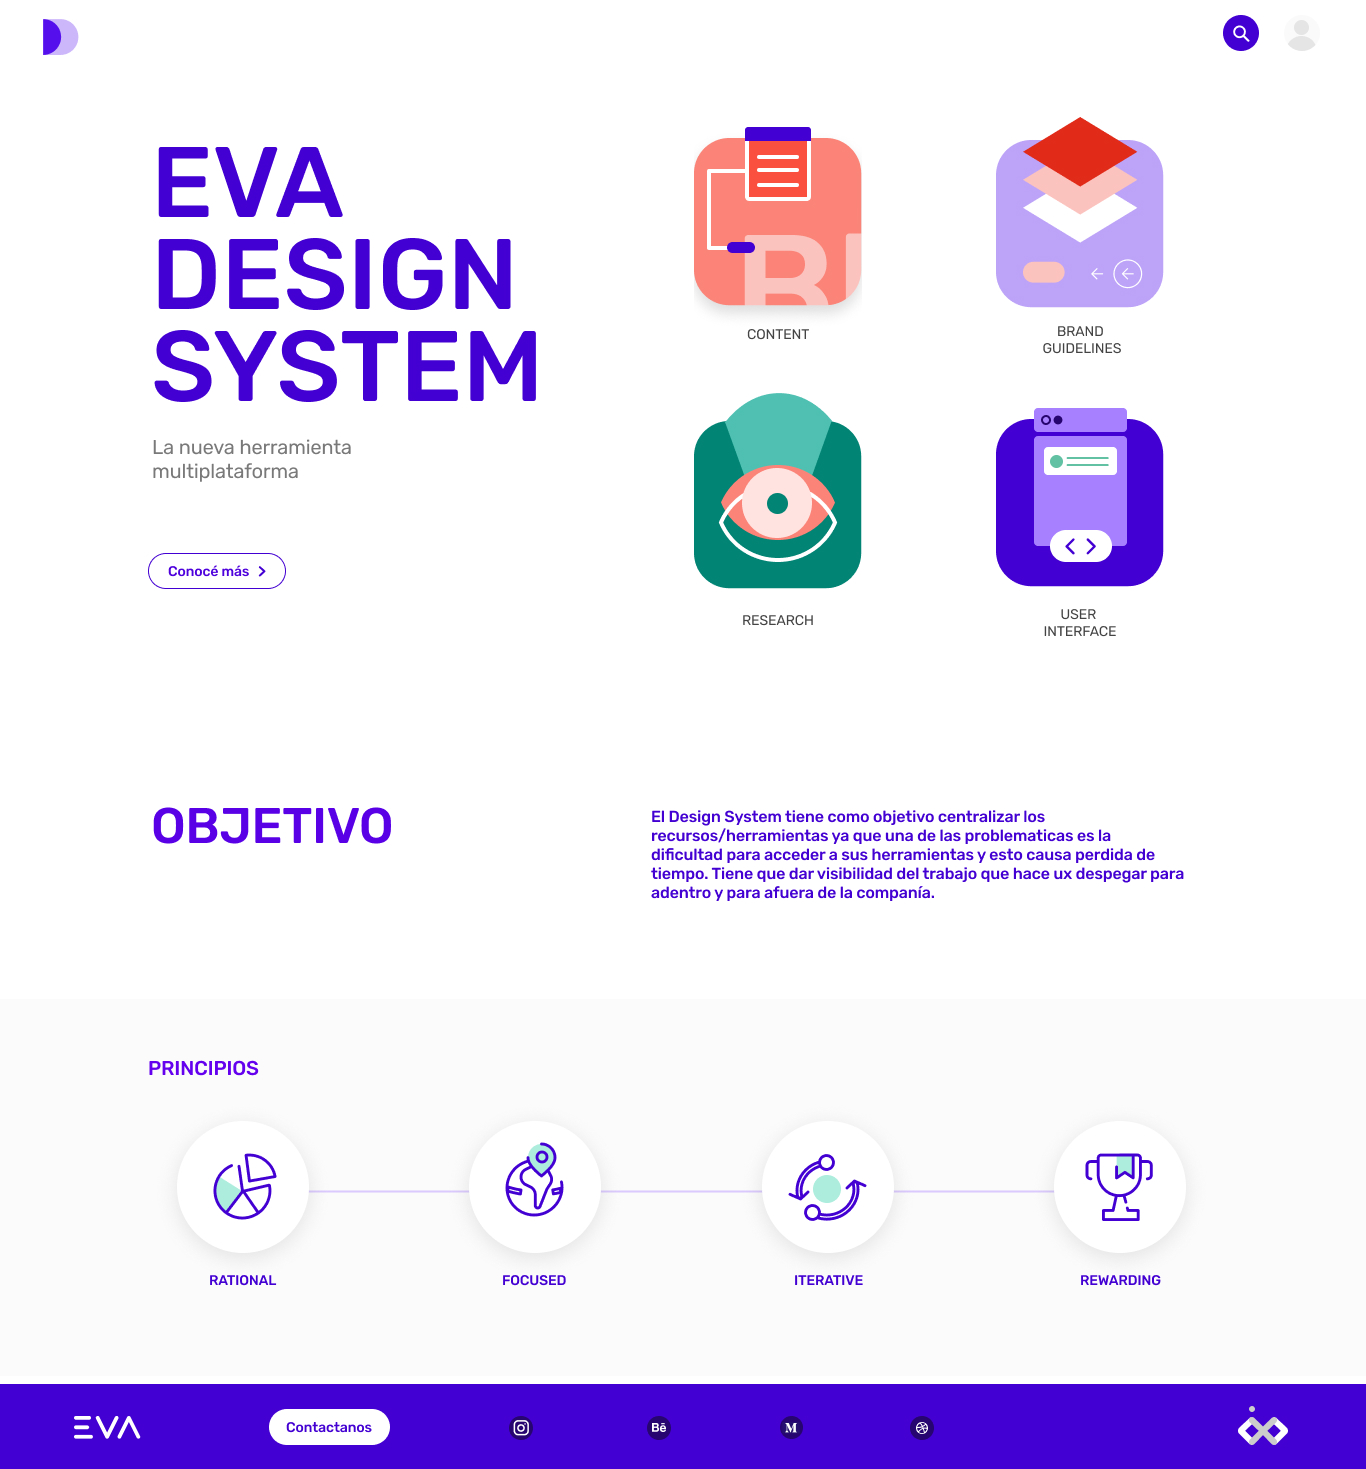 EVA
DESIGN
SYSTEM
La nueva herramienta
multiplataforma
Conocé más
BI
CONTENT
BRAND
GUIDELINES
RESEARCH
USER
INTERFACE
OBJETIVO
El Design System tiene como objetivo centralizar los
recursos/herramientas ya que una de las problematicas es la
dificultad para acceder a sus herramientas y esto causa perdida de
tiempo. Tiene que dar visibilidad del trabajo que hace ux despegar para
adentro y para afuera de la companía.
PRINCIPIOS
RATIONAL
FOCUSED
ITERATIVE
REWARDING
EVA
Contactanos
Bē
M